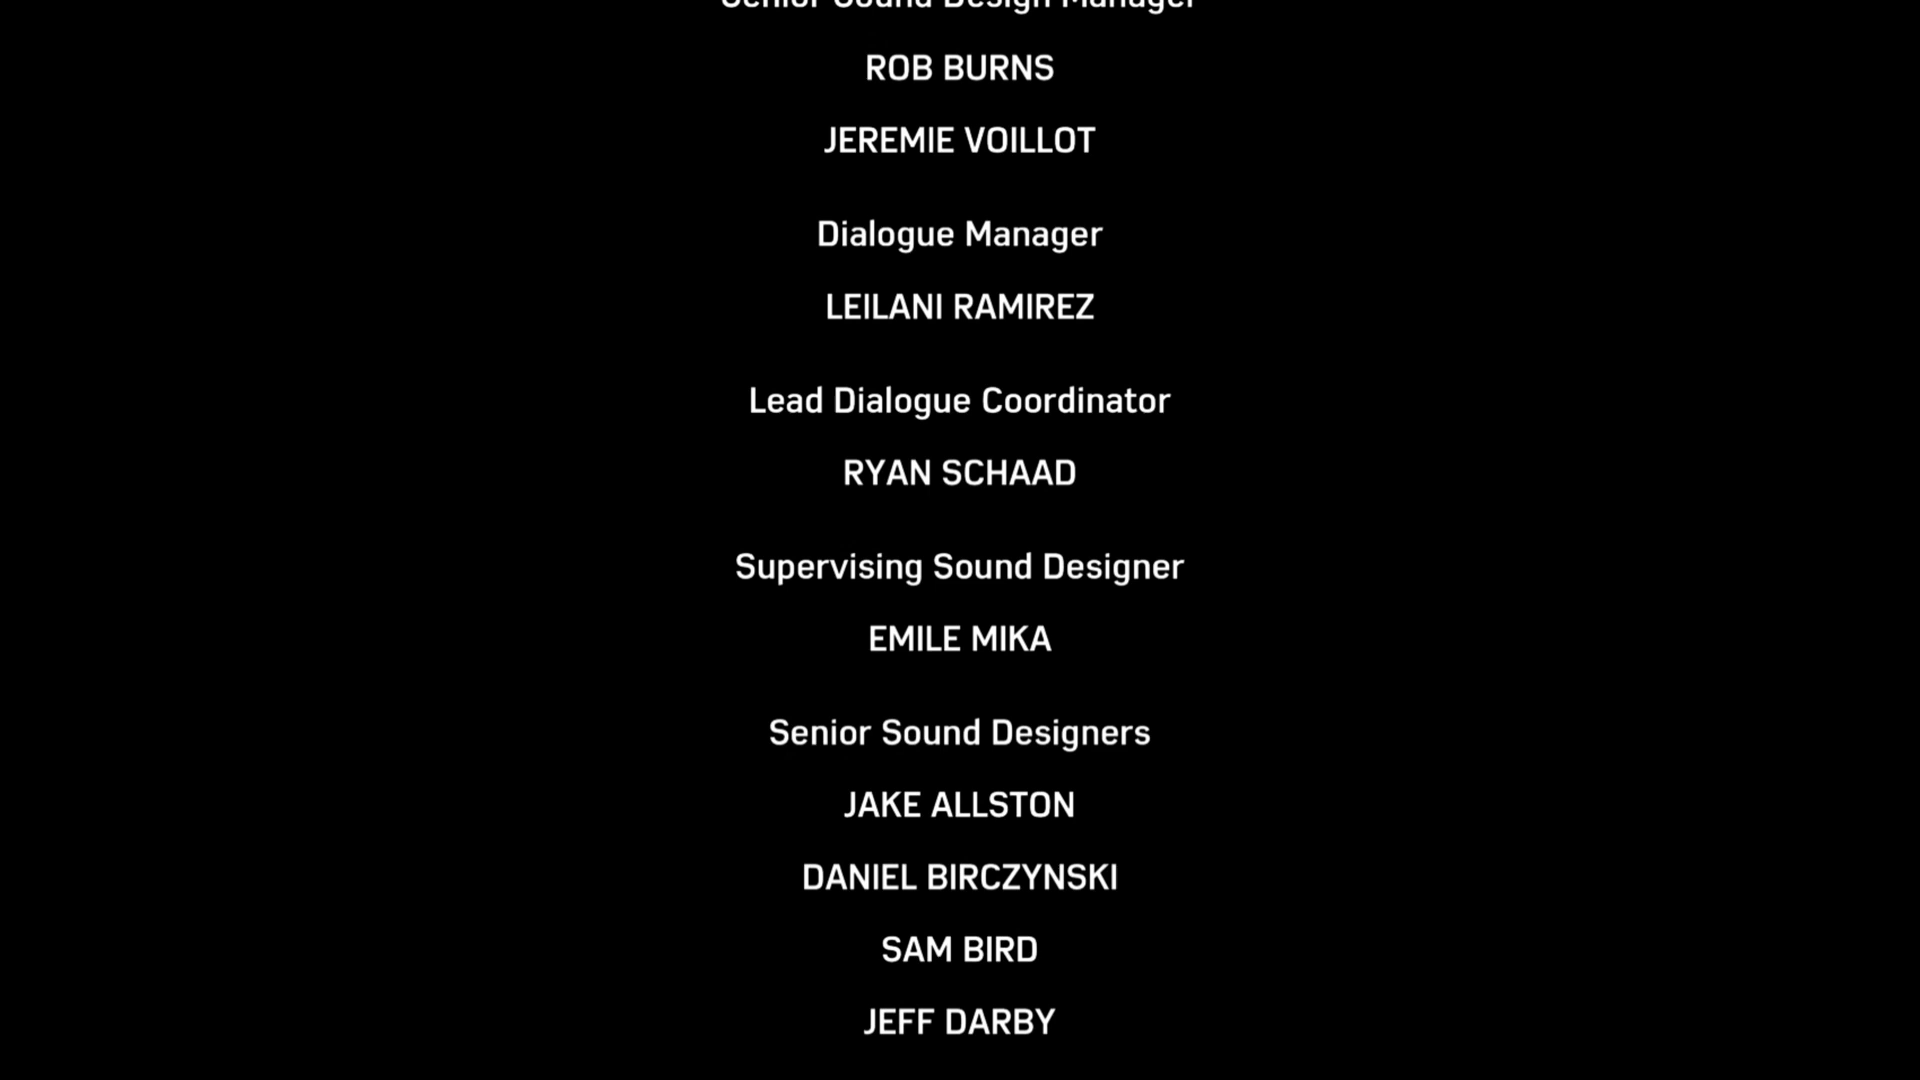 Senior Sound Design Manager
ROB BURNS
JEREMIE VOILLOT
Dialogue Manager
LEILANI RAMIREZ
Lead Dialogue Coordinator
RYAN SCHAAD
Supervising Sound Designer
EMILE MIKA
Senior Sound Designers
JAKE ALLSTON
DANIEL BIRCZYNSKI
SAM BIRD
JEFF DARBY